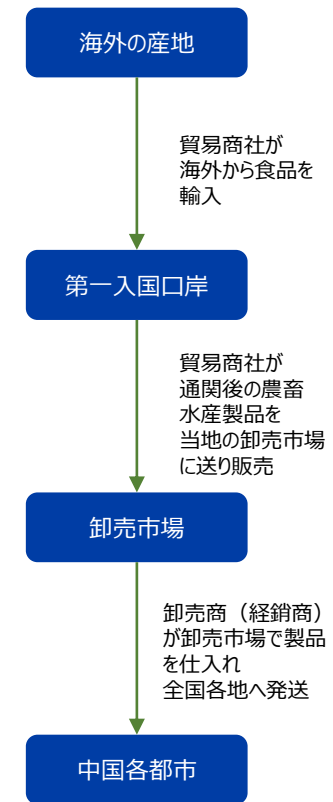 海外の産地
貿易商社が
海外から食品を
輸入
第一入国口岸
貿易商社が
通関後の農畜
水産製品を
当地の卸売市場
に送り販売
卸売市場
卸売商（経銷商）
が卸売市場で製品
を仕入れ
全国各地へ発送
中国各都市